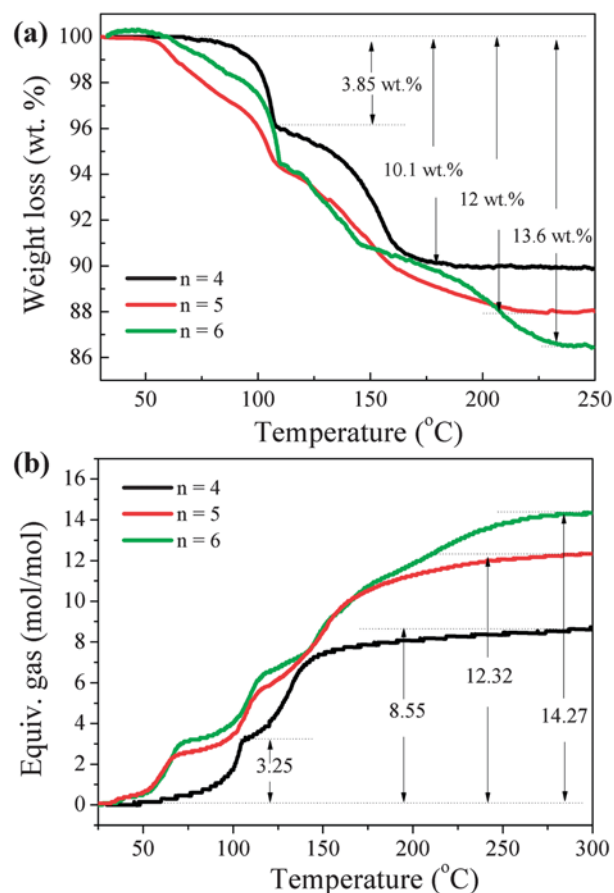 (a)
100
98
96
94
92
90
88
86
Weight loss (wt. %)
3.85 wt.%
10.1 wt.%
12 wt.%
13.6 wt.%
n = 4
n = 5
n = 6
50 100 150 200 250
Temperature (°C)
(b)
16
14
12
10
8
6
4
2
0
Equiv. gas (mol/mol)
n = 4
n = 5
n = 6
3.25
8.55
12.32
14.27
50 100 150 200 250 300
Temperature (°C)